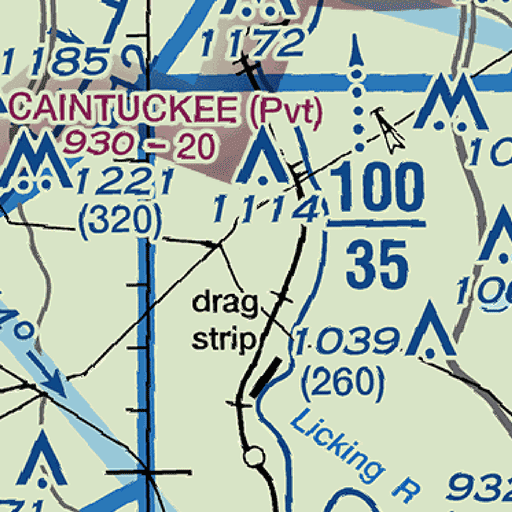 1172
1185
CAINTUCKEE (Pvt)
930 - 20
1221
(320)
1114
100
35
drag
strip
1039
(260)
Licking R
932